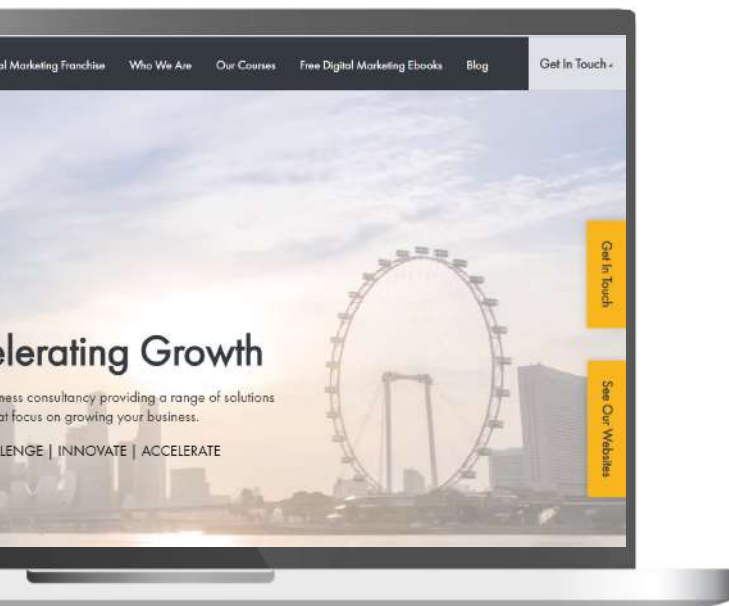 al Marketing Franchise Who We Are Our Courses Free Digital Marketing Ebooks Blog Get In Touch
Get In Touch
elerating Growth
ness consultancy providing a range of solutions
at focus on growing your business.
LLENGE | INNOVATE | ACCELERATE
See Our Websites